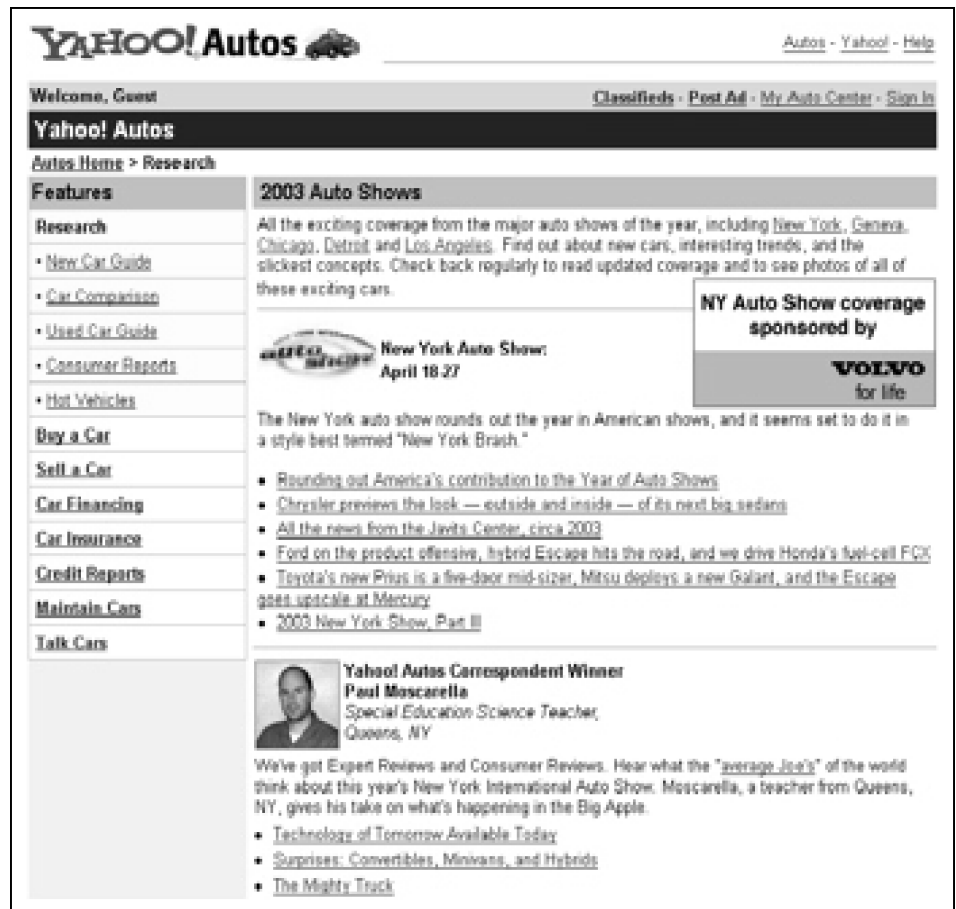 YAHOO! Autos
Autos - Yahoo! - Help
Welcome, Guest
Classifieds - Post Ad - My Auto Center - Sign In
Yahoo! Autos
Autos Home > Research
Features
Research
• New Car Guide
• Car Comparison
• Used Car Guide
• Consumer Reports
• Hot Vehicles
Buy a Car
Sell a Car
Car Financing
Car Insurance
Credit Reports
Maintain Cars
Talk Cars
2003 Auto Shows
All the exciting coverage from the major auto shows of the year, including New York, Geneva,
Chicago, Detroit and Los Angeles. Find out about new cars, interesting trends, and the
slickest concepts. Check back regularly to read updated coverage and to see photos of all of
these exciting cars.
NY Auto Show coverage
sponsored by
VOLVO
for life
auto
show
New York Auto Show:
April 18-27
The New York auto show rounds out the year in American shows, and it seems set to do it in
a style best termed "New York Brash."
• Rounding out America's contribution to the Year of Auto Shows
• Chrysler previews the look — outside and inside — of its next big sedans
• All the news from the Javits Center, circa 2003
• Ford on the product offensive, hybrid Escape hits the road, and we drive Honda's fuel-cell FCX
• Toyota's new Prius is a five-door mid-sizer, Mitsu deploys a new Galant, and the Escape
goes upscale at Mercury
• 2003 New York Show, Part III
Yahoo! Autos Correspondent Winner
Paul Moscarella
Special Education Science Teacher,
Queens, NY
We've got Expert Reviews and Consumer Reviews. Hear what the "average Joe's" of the world
think about this year's New York International Auto Show. Moscarella, a teacher from Queens,
NY, gives his take on what's happening in the Big Apple.
• Technology of Tomorrow Available Today
• Surprises: Convertibles, Minivans, and Hybrids
• The Mighty Truck